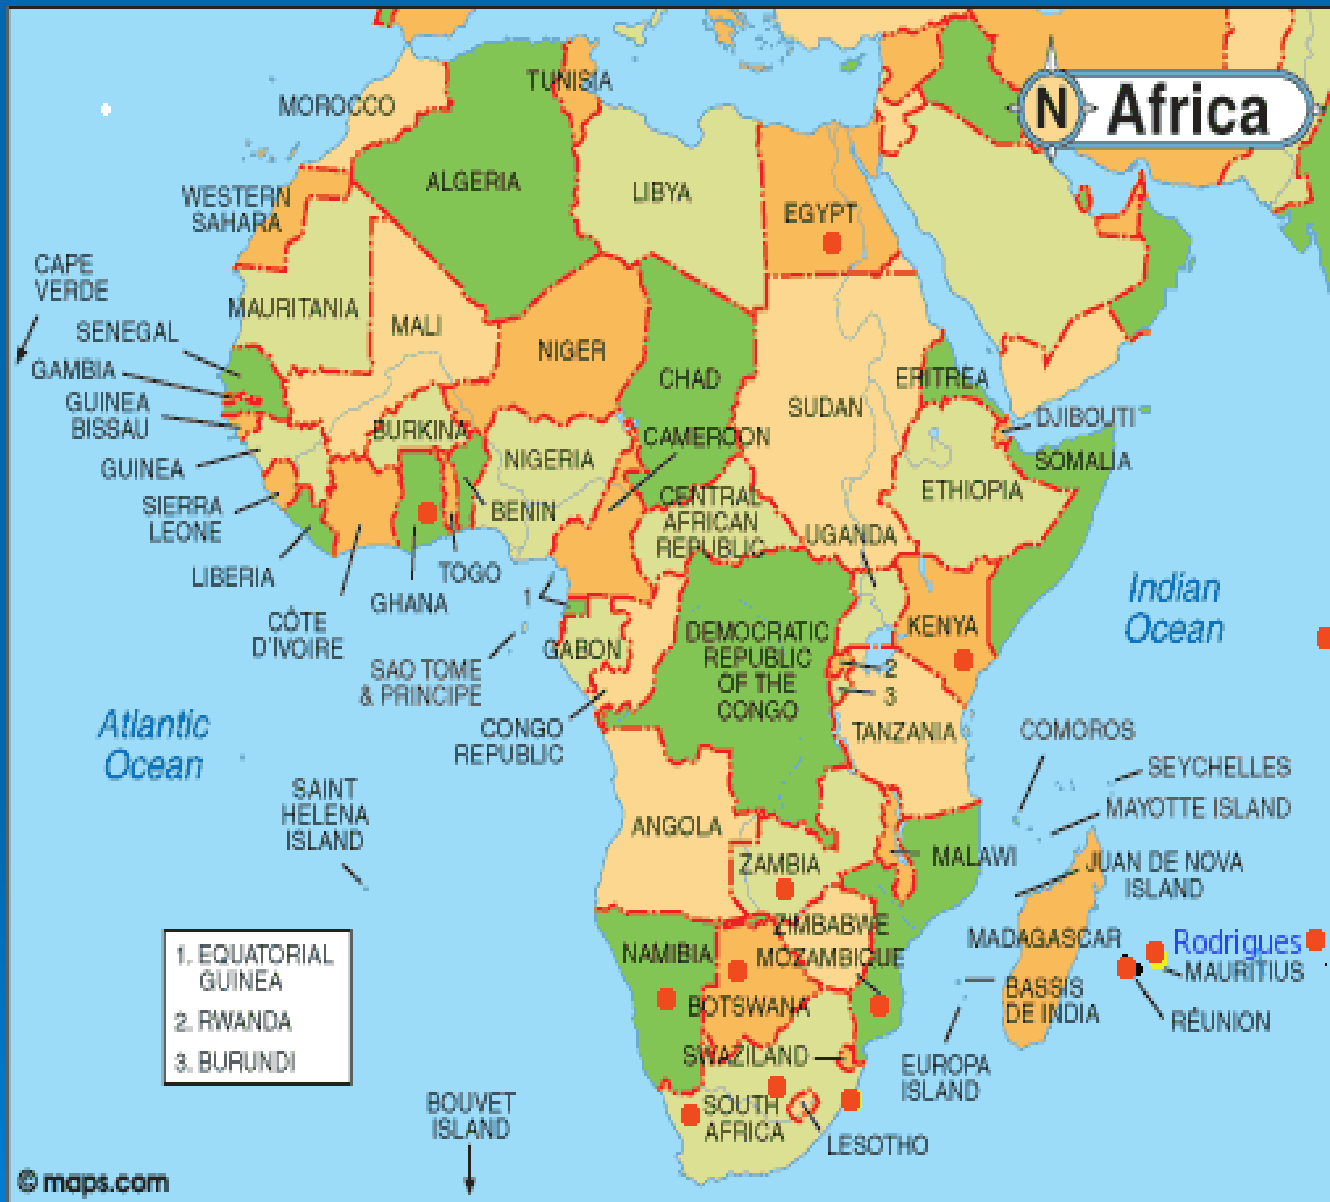 N Africa
TUNISIA
MOROCCO
ALGERIA
LIBYA
EGYPT
WESTERN
SAHARA
CAPE
VERDE
MAURITANIA
MALI
NIGER
CHAD
SUDAN
ERITREA
SENEGAL
GAMBIA
GUINEA
BISSAU
GUINEA
SIERRA
LEONE
LIBERIA
CÔTE
D'IVOIRE
GHANA
TOGO
BENIN
BURKINA
NIGERIA
CAMEROON
CENTRAL
AFRICAN
REPUBLIC
DJIBOUTI
SOMALIA
ETHIOPIA
UGANDA
KENYA
Indian
Ocean
1
GABON
SAO TOME
& PRINCIPE
CONGO
REPUBLIC
DEMOCRATIC
REPUBLIC
OF THE
CONGO
2
3
TANZANIA
COMOROS
SEYCHELLES
MAYOTTE ISLAND
JUAN DE NOVA
ISLAND
Atlantic
Ocean
SAINT
HELENA
ISLAND
ANGOLA
ZAMBIA
MALAWI
ZIMBABWE
MOZAMBIQUE
NAMIBIA
BOTSWANA
MADAGASCAR
Rodrigues
MAURITIUS
RÉUNION
BASSIS
DE INDIA
EUROPA
ISLAND
SWAZILAND
SOUTH
AFRICA
LESOTHO
1. EQUATORIAL
GUINEA
2. RWANDA
3. BURUNDI
BOUVET
ISLAND
© maps.com